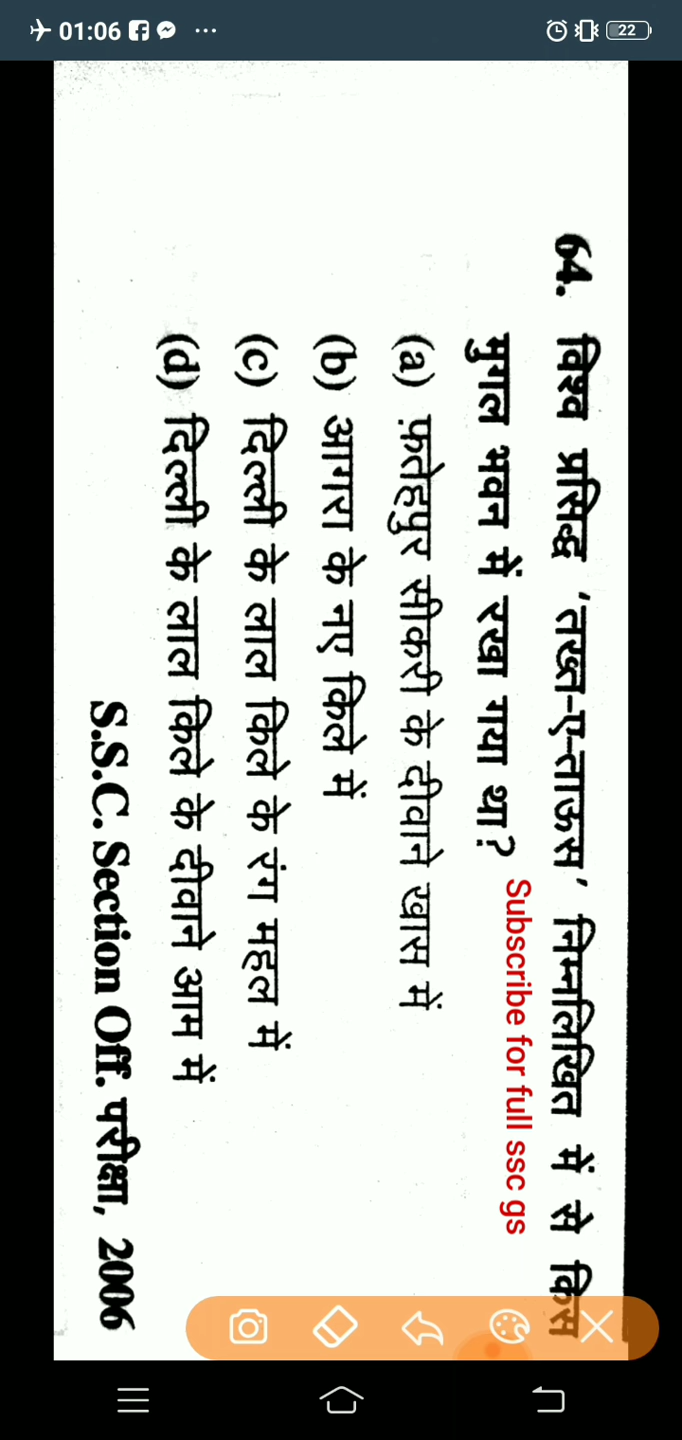 01:06
22
64. विश्व प्रसिद्ध 'तख्त-ए-ताऊस' निम्नलिखित में से किस
मुगल भवन में रखा गया था?
Subscribe for full ssc gs
(a) फ़तेहपुर सीकरी के दीवाने खास में
(b) आगरा के नए किले में
(c) दिल्ली के लाल किले के रंग महल में
(d) दिल्ली के लाल किले के दीवाने आम में
S.S.C. Section Off. परीक्षा, 2006